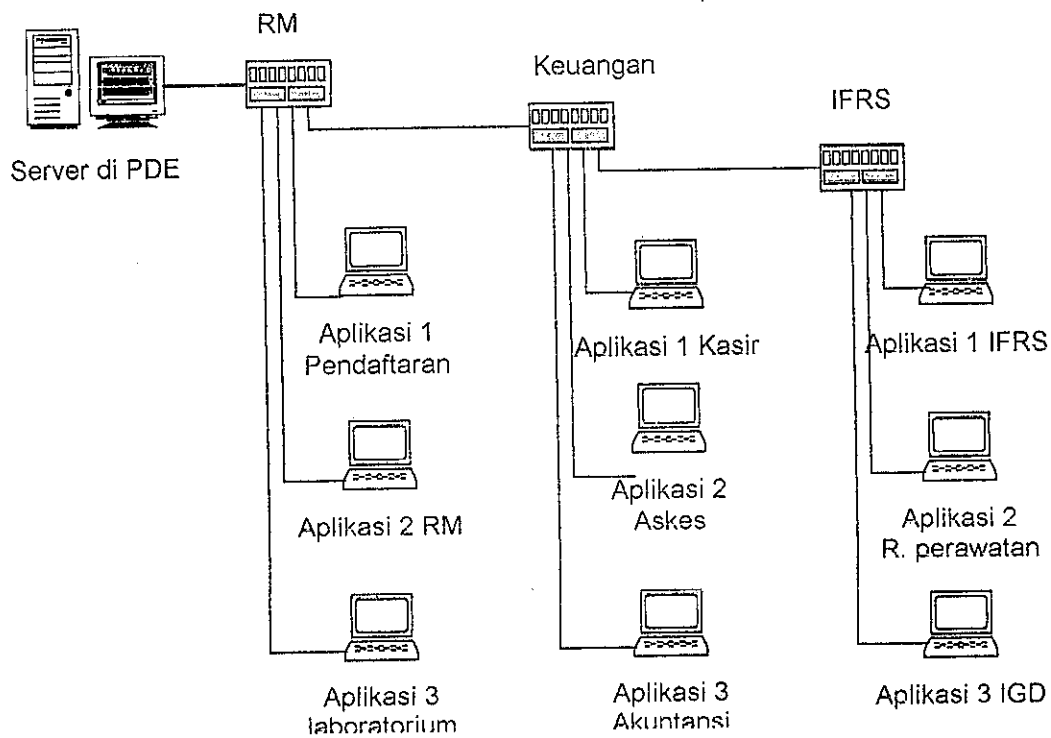 RM
Keuangan
IFRS
Server di PDE
Aplikasi 1
Pendaftaran
Aplikasi 1 Kasir
Aplikasi 1 IFRS
Aplikasi 2 RM
Aplikasi 2
Askes
Aplikasi 2
R. perawatan
Aplikasi 3
laboratorium
Aplikasi 3
Akuntansi
Aplikasi 3 IGD